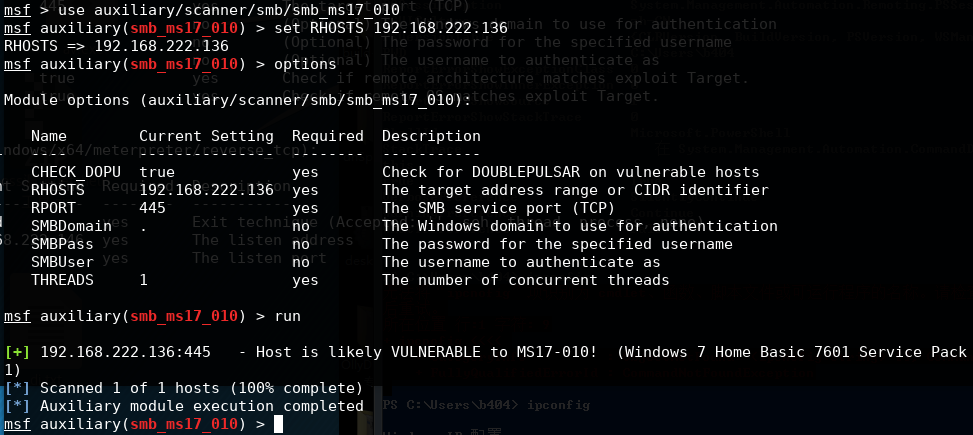 msf > use auxiliary/scanner/smb/smb_ms17_010
msf auxiliary(smb_ms17_010) > set RHOSTS 192.168.222.136
RHOSTS => 192.168.222.136
msf auxiliary(smb_ms17_010) > options
Module options (auxiliary/scanner/smb/smb_ms17_010):
Name Current Setting Required Description
---- --------------- -------- -----------
CHECK_DOPU true yes Check for DOUBLEPULSAR on vulnerable hosts
RHOSTS 192.168.222.136 yes The target address range or CIDR identifier
RPORT 445 yes The SMB service port (TCP)
SMBDomain . no The Windows domain to use for authentication
SMBPass no The password for the specified username
SMBUser no The username to authenticate as
THREADS 1 yes The number of concurrent threads
msf auxiliary(smb_ms17_010) > run
[+] 192.168.222.136:445 - Host is likely VULNERABLE to MS17-010! (Windows 7 Home Basic 7601 Service Pack
1)
[*] Scanned 1 of 1 hosts (100% complete)
[*] Auxiliary module execution completed
msf auxiliary(smb_ms17_010) >
PS C:\Users\b404> ipconfig